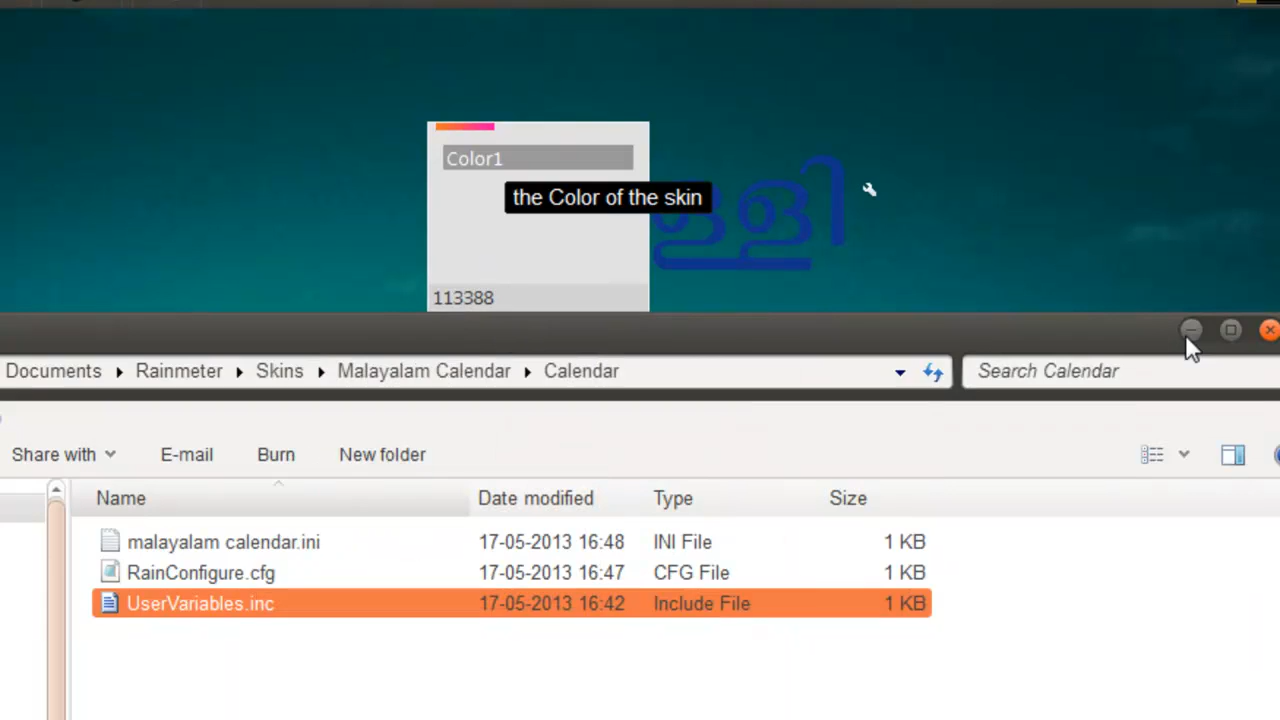 Color1
the Color of the skin
ള്ളി
113388
Documents Rainmeter Skins Malayalam Calendar Calendar
Search Calendar
Share with E-mail Burn New folder
Name Date modified Type Size
malayalam calendar.ini 17-05-2013 16:48 INI File 1 KB
RainConfigure.cfg 17-05-2013 16:47 CFG File 1 KB
UserVariables.inc 17-05-2013 16:42 Include File 1 KB